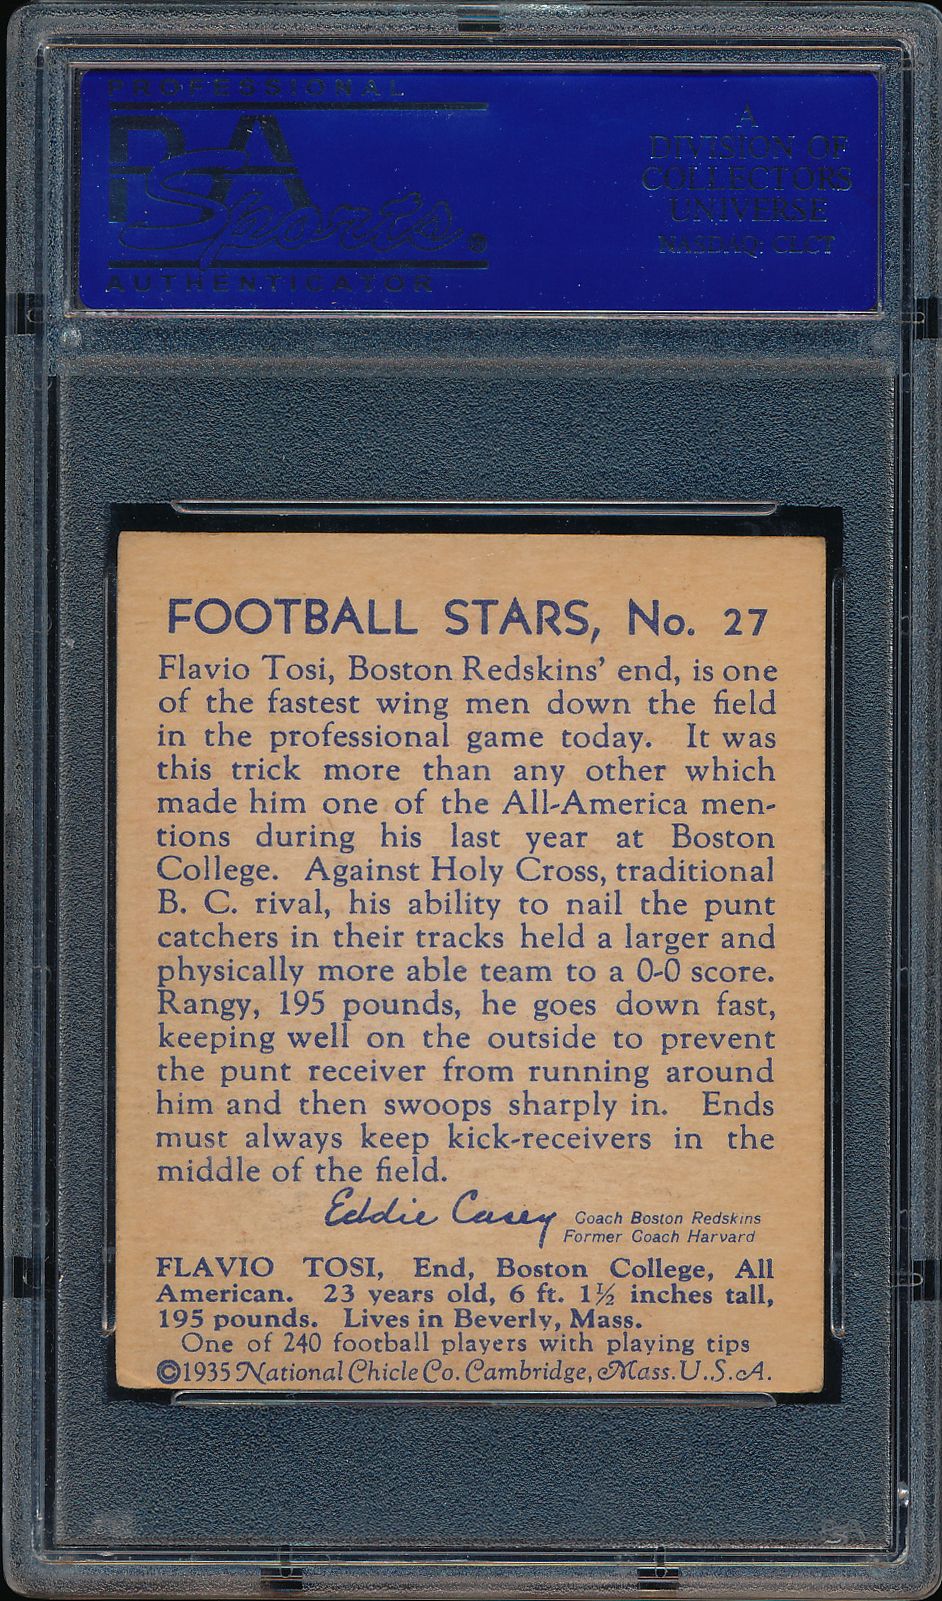 PROFESSIONAL
PSA
Sports®
AUTHENTICATOR
A
DIVISION OF
COLLECTORS
UNIVERSE
NASDAQ: CLCT
FOOTBALL STARS, No. 27
Flavio Tosi, Boston Redskins' end, is one
of the fastest wing men down the field
in the professional game today. It was
this trick more than any other which
made him one of the All-America men-
tions during his last year at Boston
College. Against Holy Cross, traditional
B. C. rival, his ability to nail the punt
catchers in their tracks held a larger and
physically more able team to a 0-0 score.
Rangy, 195 pounds, he goes down fast,
keeping well on the outside to prevent
the punt receiver from running around
him and then swoops sharply in. Ends
must always keep kick-receivers in the
middle of the field.
Eddie Casey Coach Boston Redskins
Former Coach Harvard
FLAVIO TOSI, End, Boston College, All
American. 23 years old, 6 ft. 1½ inches tall,
195 pounds. Lives in Beverly, Mass.
One of 240 football players with playing tips
©1935 National Chicle Co. Cambridge, Mass. U.S.A.
PSA